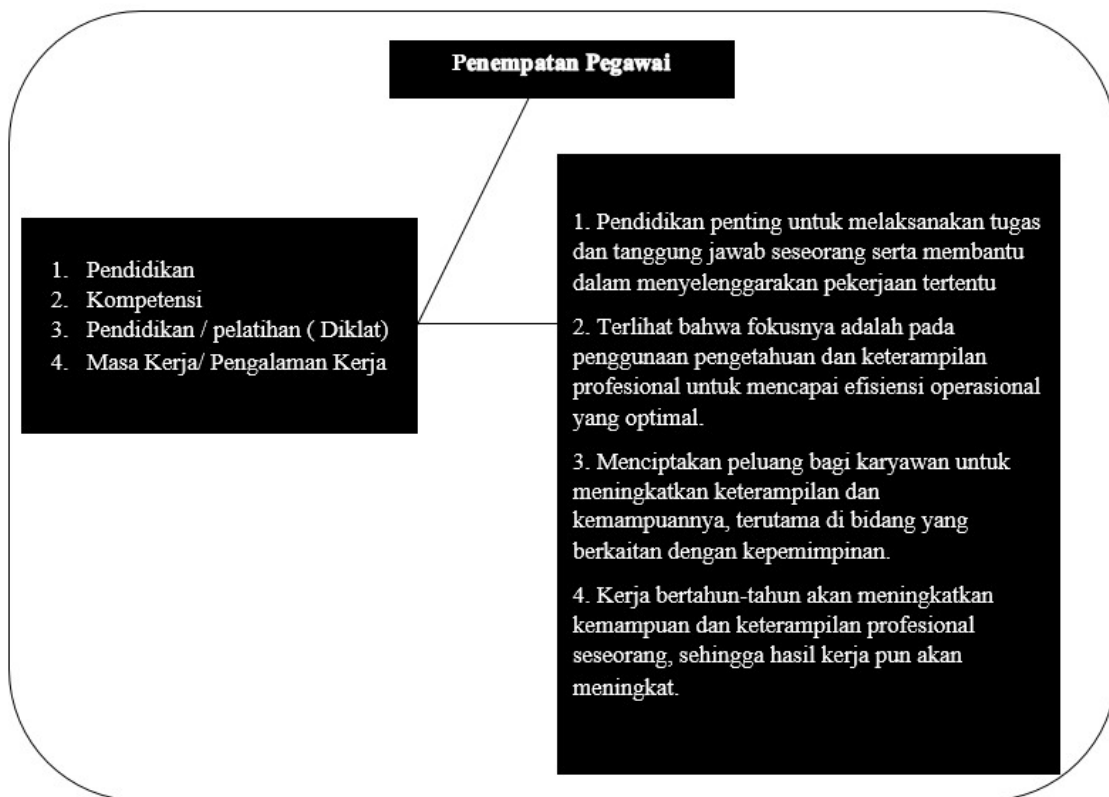 Penempatan Pegawai
1. Pendidikan
2. Kompetensi
3. Pendidikan / pelatihan ( Diklat)
4. Masa Kerja/ Pengalaman Kerja
1. Pendidikan penting untuk melaksanakan tugas
dan tanggung jawab seseorang serta membantu
dalam menyelenggarakan pekerjaan tertentu
2. Terlihat bahwa fokusnya adalah pada
penggunaan pengetahuan dan keterampilan
profesional untuk mencapai efisiensi operasional
yang optimal.
3. Menciptakan peluang bagi karyawan untuk
meningkatkan keterampilan dan
kemampuannya, terutama di bidang yang
berkaitan dengan kepemimpinan.
4. Kerja bertahun-tahun akan meningkatkan
kemampuan dan keterampilan profesional
seseorang, sehingga hasil kerja pun akan
meningkat.